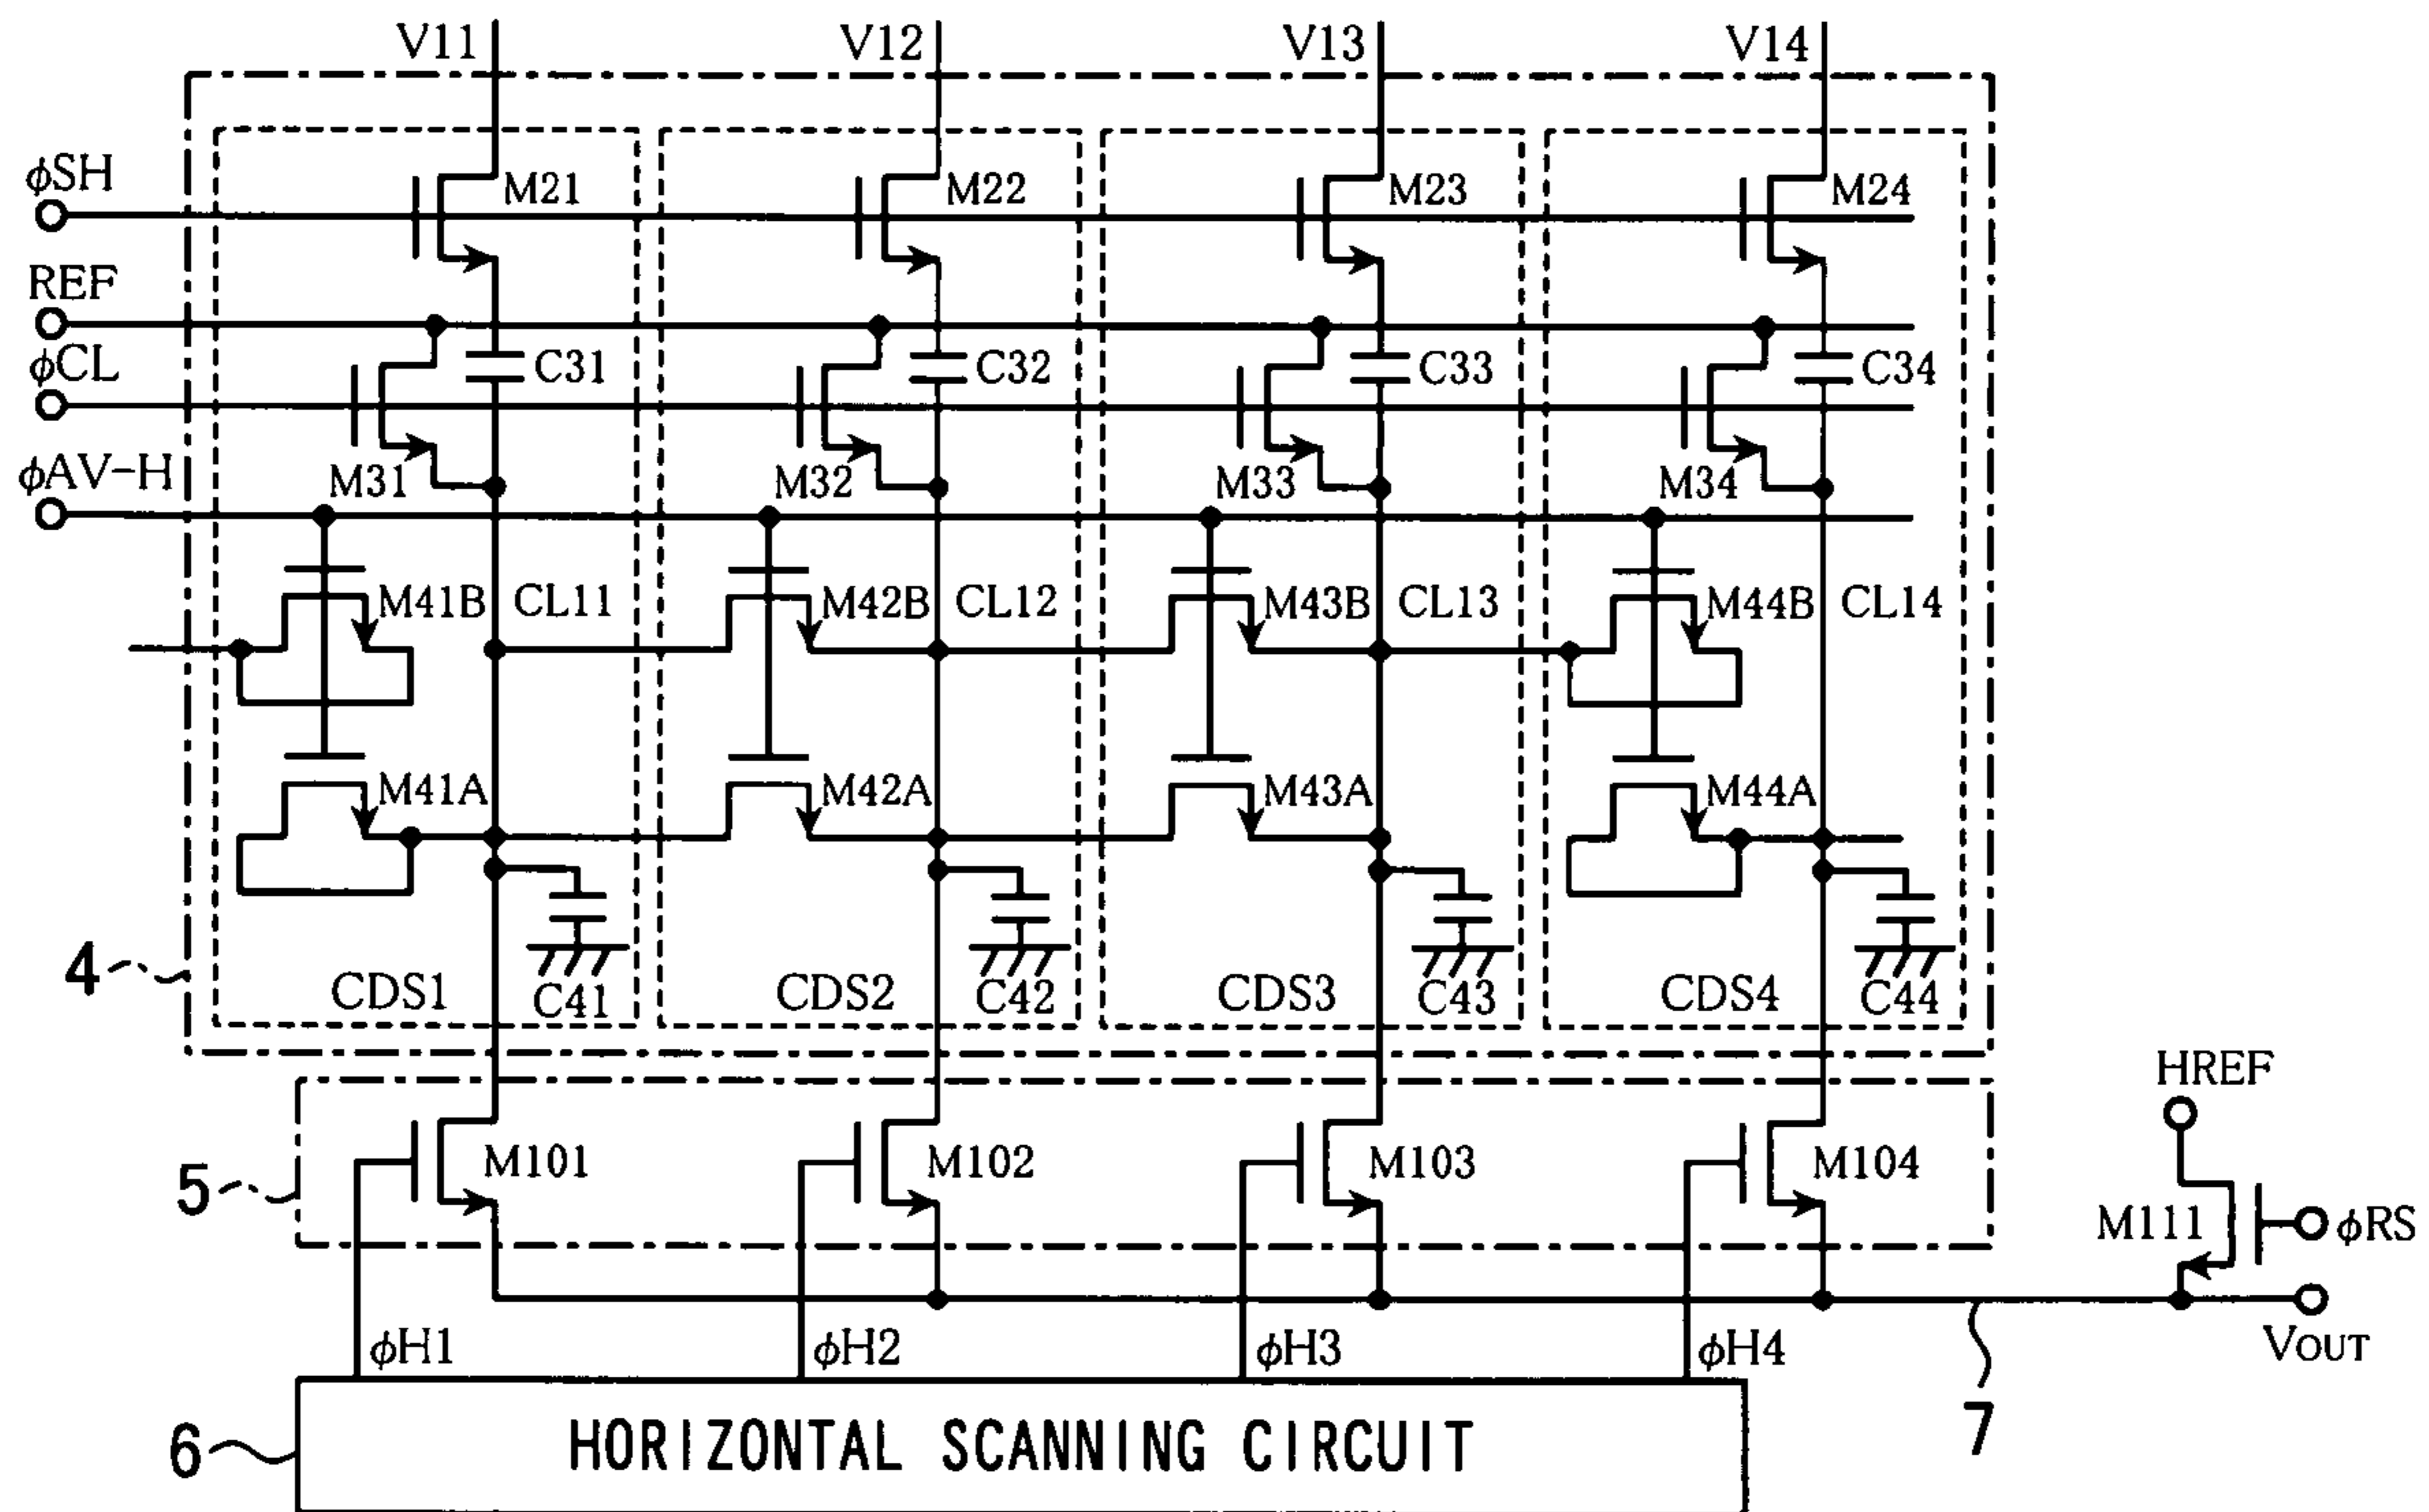 V11 V12 V13 V14
ϕSH M21 M22 M23 M24
REF
ϕCL C31 C32 C33 C34
ϕAV-H M31 M32 M33 M34
M41B CL11 M42B CL12 M43B CL13 M44B CL14
M41A M42A M43A M44A
4 CDS1 C41 CDS2 C42 CDS3 C43 CDS4 C44
HREF
5 M101 M102 M103 M104 M111 ϕRS
ϕH1 ϕH2 ϕH3 ϕH4 VOUT
6 HORIZONTAL SCANNING CIRCUIT 7